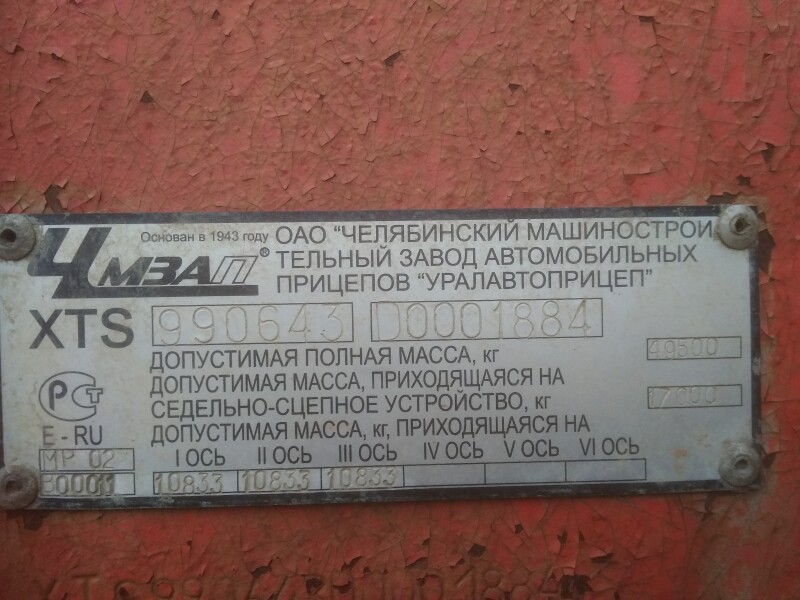 ЧМЗАП® Основан в 1943 году ОАО "ЧЕЛЯБИНСКИЙ МАШИНОСТРОИ
ТЕЛЬНЫЙ ЗАВОД АВТОМОБИЛЬНЫХ
ПРИЦЕПОВ "УРАЛАВТОПРИЦЕП"
XTS 990643 D0001884
ДОПУСТИМАЯ ПОЛНАЯ МАССА, кг 49500
ДОПУСТИМАЯ МАССА, ПРИХОДЯЩАЯСЯ НА
СЕДЕЛЬНО-СЦЕПНОЕ УСТРОЙСТВО, кг 17000
РСТ
E - RU ДОПУСТИМАЯ МАССА, кг, ПРИХОДЯЩАЯСЯ НА
МР 02 I ОСЬ II ОСЬ III ОСЬ IV ОСЬ V ОСЬ VI ОСЬ
10833 10833 10833